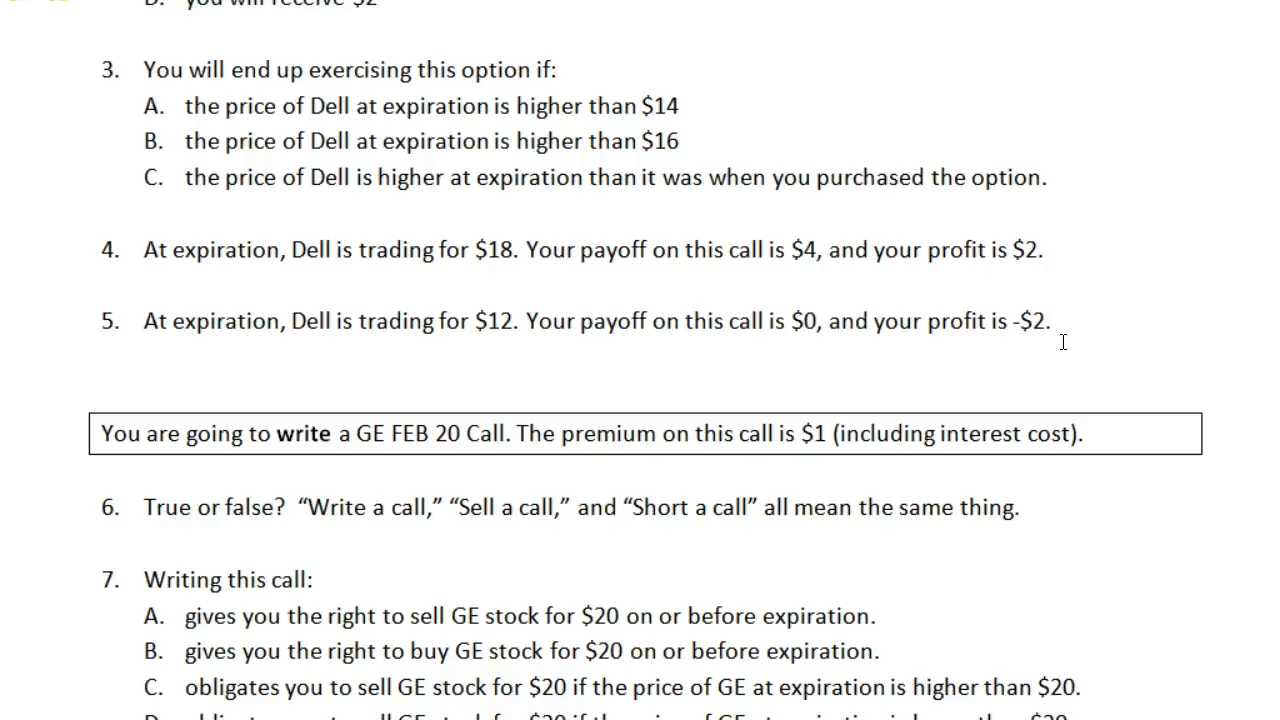 3. You will end up exercising this option if:
A. the price of Dell at expiration is higher than $14
B. the price of Dell at expiration is higher than $16
C. the price of Dell is higher at expiration than it was when you purchased the option.
4. At expiration, Dell is trading for $18. Your payoff on this call is $4, and your profit is $2.
5. At expiration, Dell is trading for $12. Your payoff on this call is $0, and your profit is -$2.
You are going to write a GE FEB 20 Call. The premium on this call is $1 (including interest cost).
6. True or false? “Write a call,” “Sell a call,” and “Short a call” all mean the same thing.
7. Writing this call:
A. gives you the right to sell GE stock for $20 on or before expiration.
B. gives you the right to buy GE stock for $20 on or before expiration.
C. obligates you to sell GE stock for $20 if the price of GE at expiration is higher than $20.